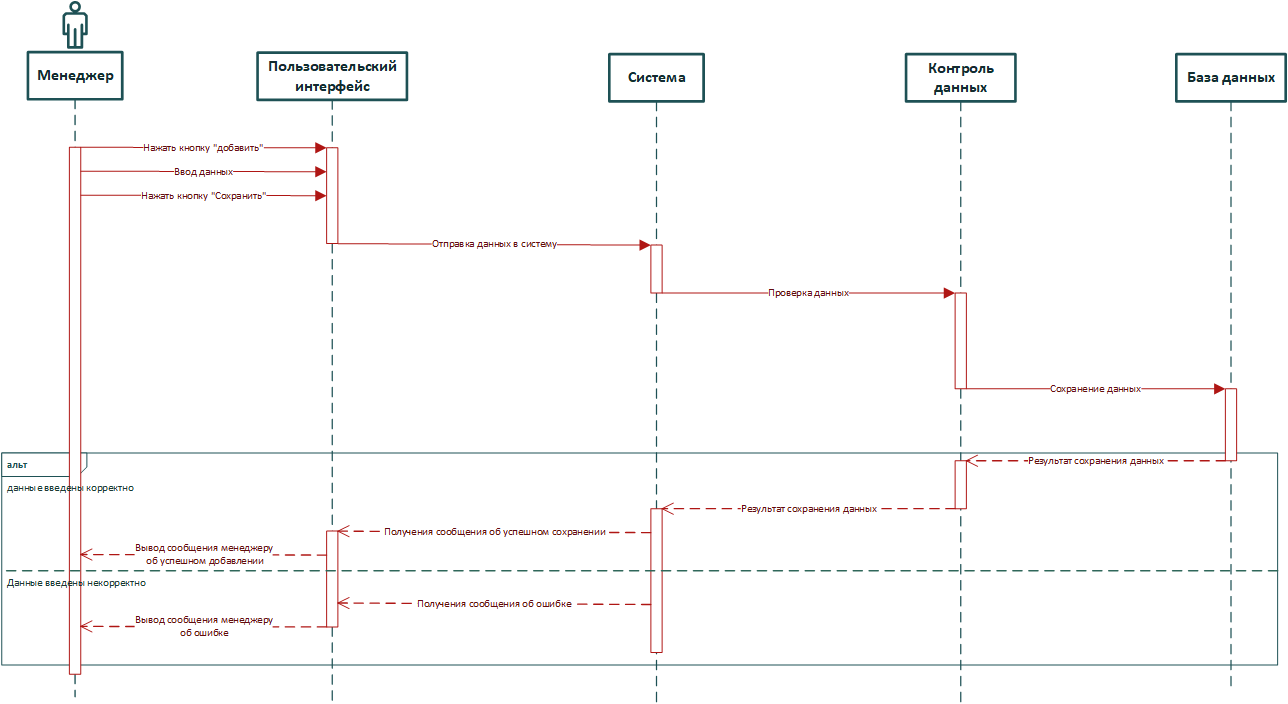 Менеджер
Пользовательский
интерфейс
Система
Контроль
данных
База данных
Нажать кнопку "добавить"
Ввод данных
Нажать кнопку "Сохранить"
Отправка данных в систему
Проверка данных
Сохранение данных
альт
Результат сохранения данных
данные введены корректно
Результат сохранения данных
Получения сообщения об успешном сохранении
Вывод сообщения менеджеру
об успешном добавлении
Данные введены некорректно
Получения сообщения об ошибке
Вывод сообщения менеджеру
об ошибке